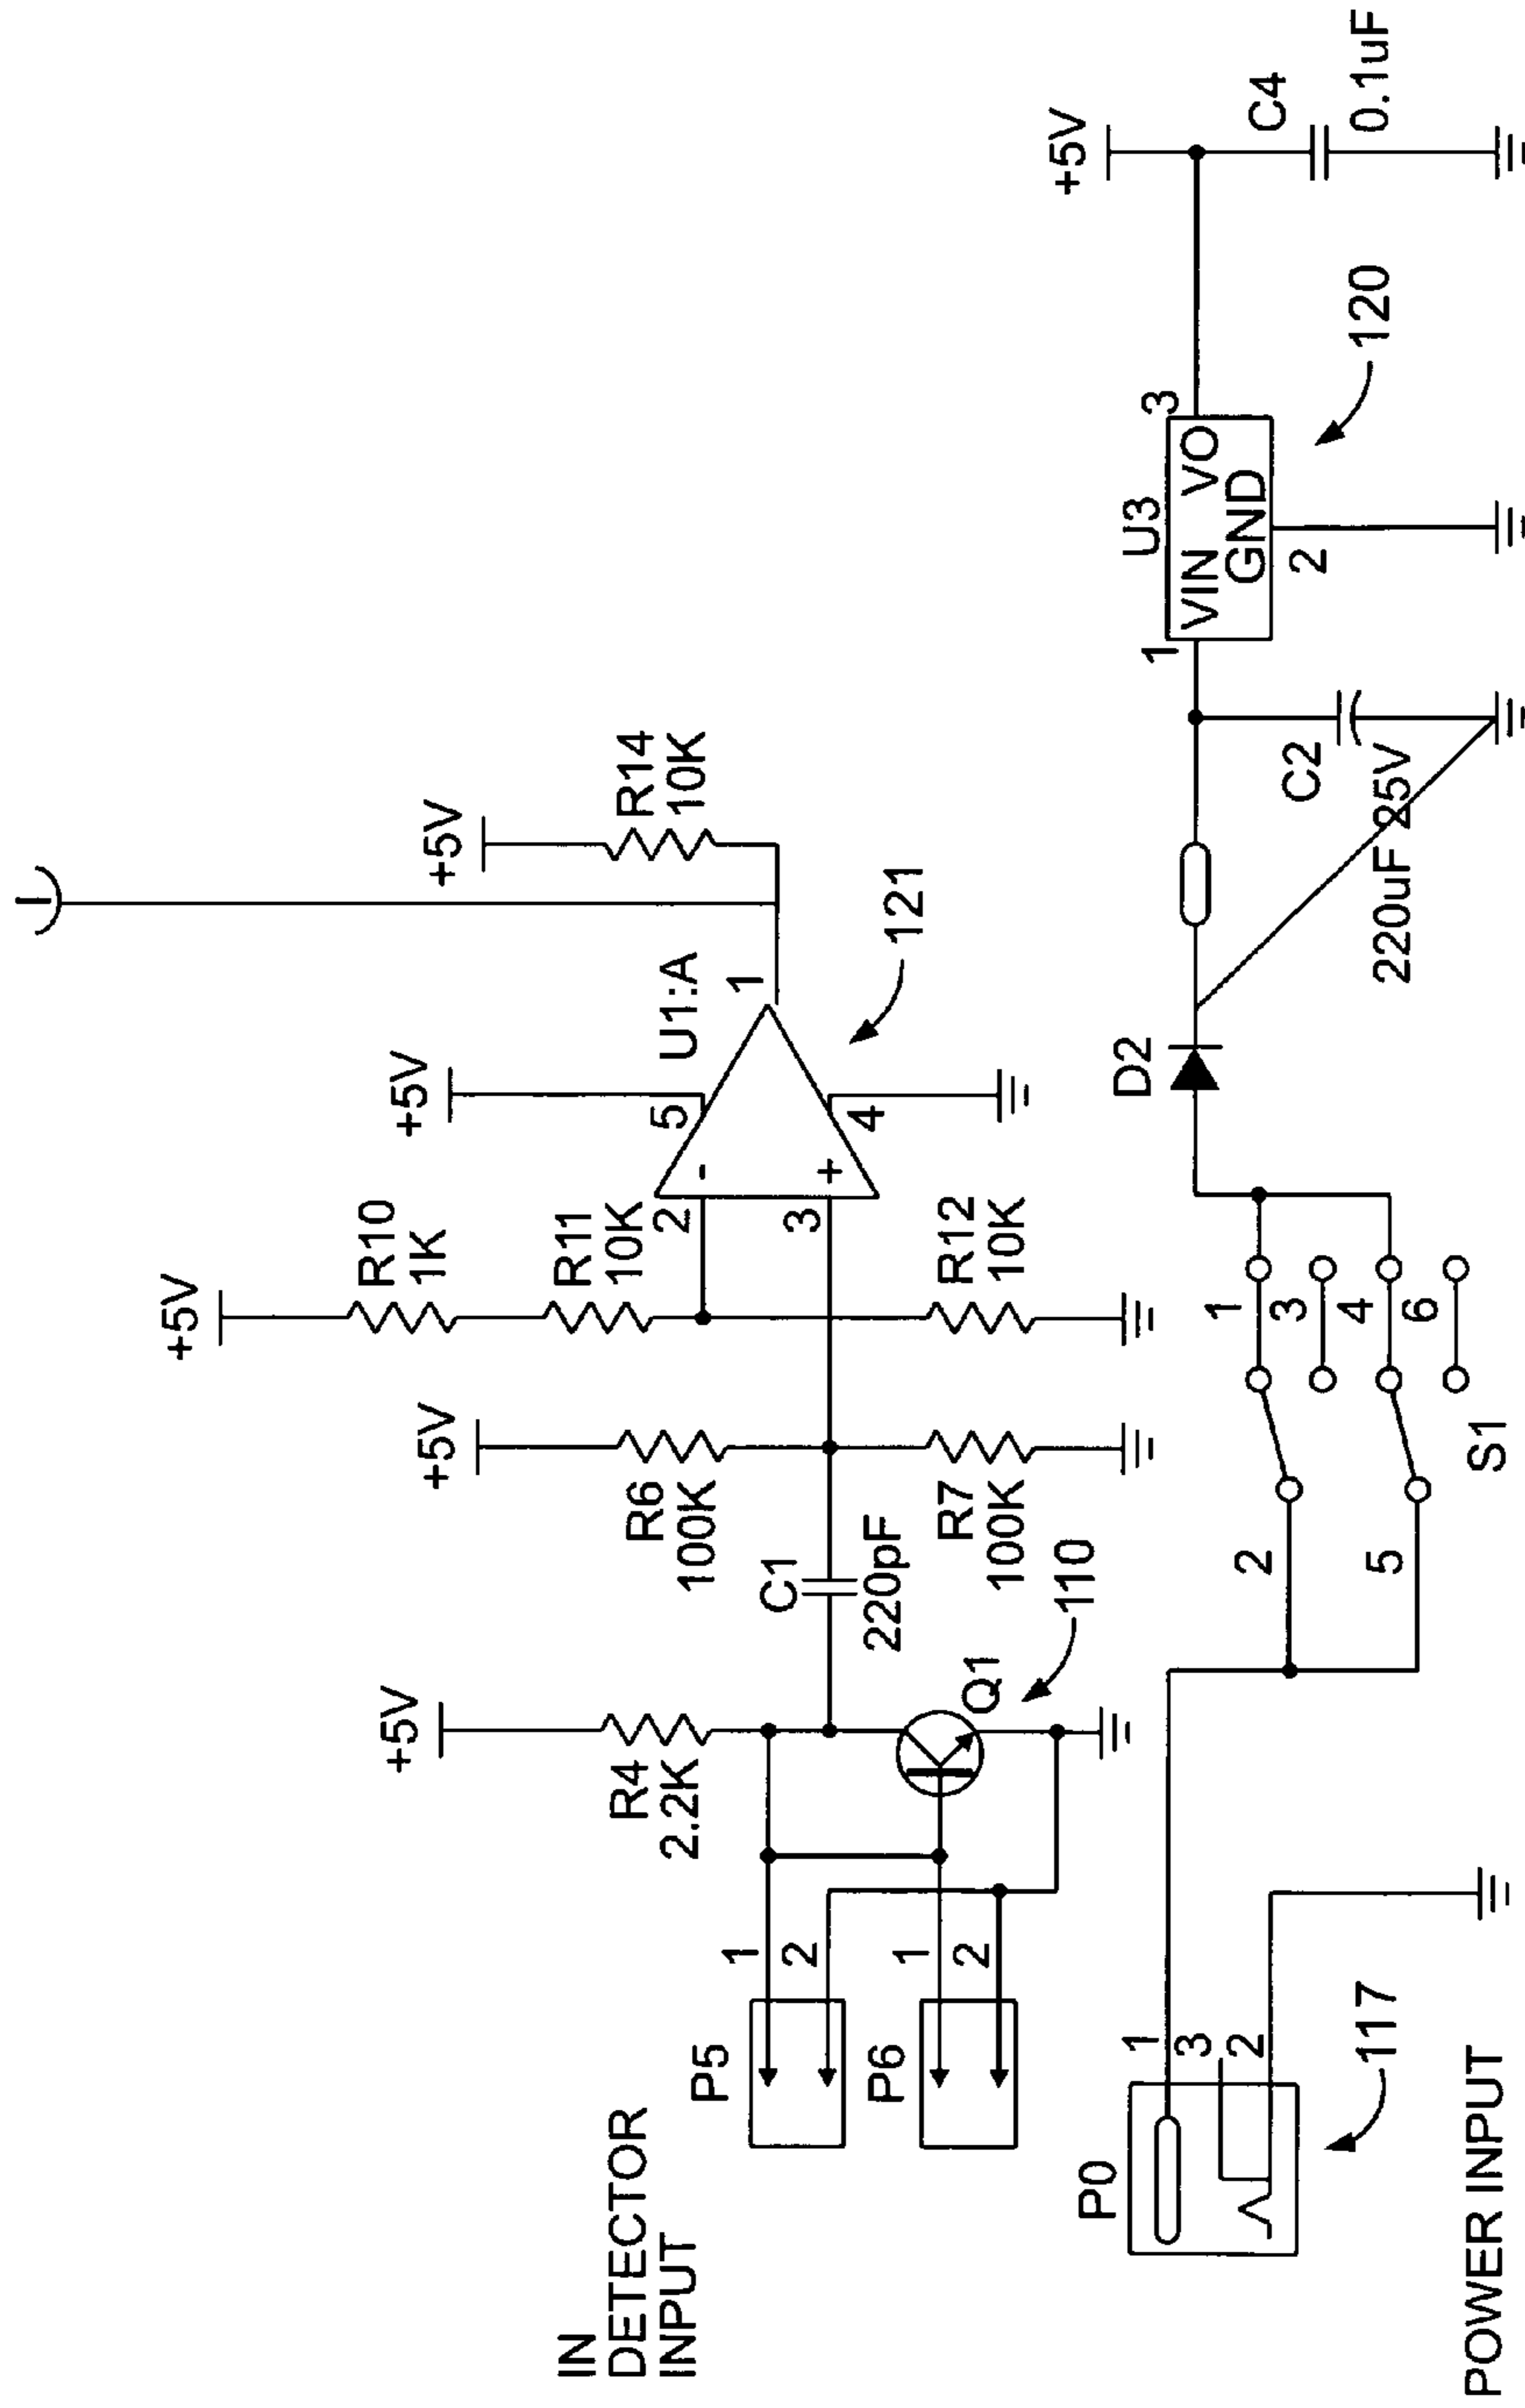 IN
DETECTOR
INPUT
P5
1
2
P6
1
2
+5V
R4
2.2K
Q1
110
C1
220pF
+5V
R6
100K
R7
100K
+5V
R10
1K
R11
10K
R12
10K
2
3
-
+
+5V
5
4
U1:A
1
121
+5V
R14
10K
I
POWER INPUT
P0
1
3
2
117
2
5
S1
1
3
4
6
D2
C2
220uF 25V
U3
1
VIN VO
GND
3
2
120
+5V
C4
0.1uF